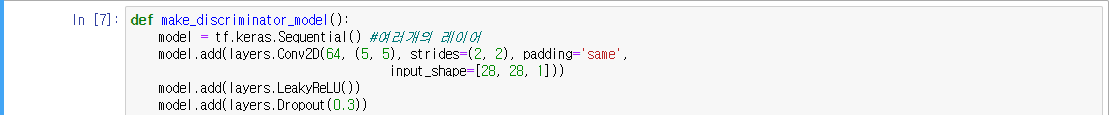 In [7]: def make_discriminator_model():
model = tf.keras.Sequential() #여러개의 레이어
model.add(layers.Conv2D(64, (5, 5), strides=(2, 2), padding='same',
input_shape=[28, 28, 1]))
model.add(layers.LeakyReLU())
model.add(layers.Dropout(0.3))